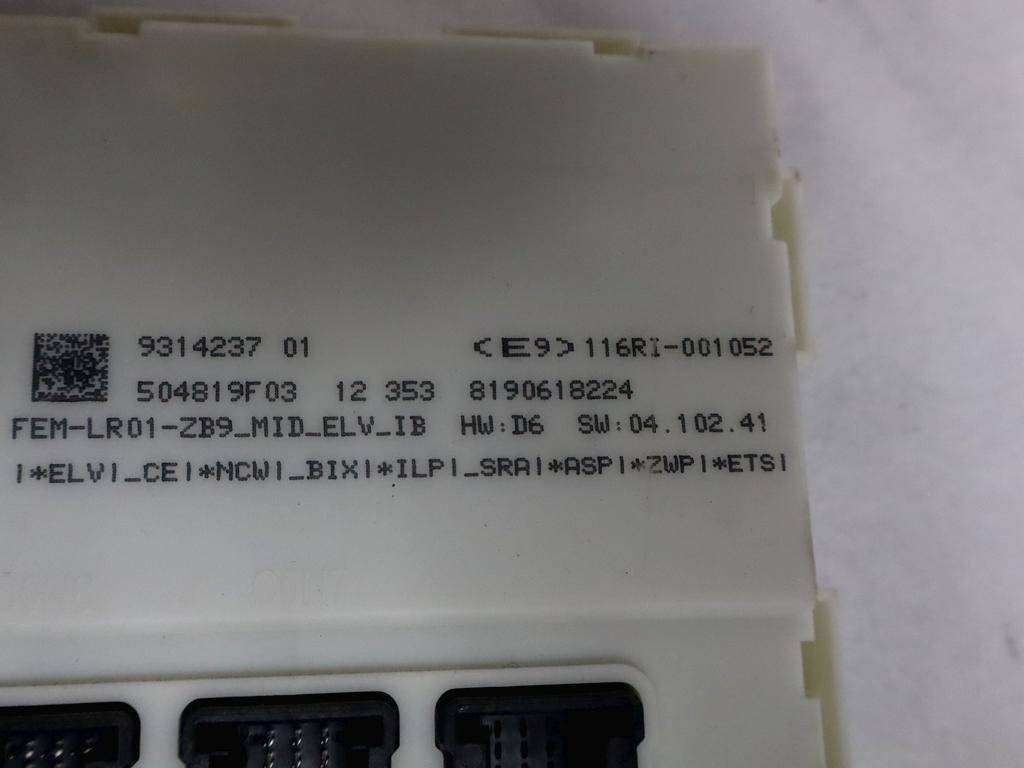 9314237 01 <E9> 116RI-001052
504819F03 12 353 8190618224
FEM-LR01-ZB9_MID_ELV_IB HW:D6 SW:04.102.41
|*ELV|_CE|*NCW|_BIX|*ILP|_SRA|*ASP|*ZWP|*ETS|